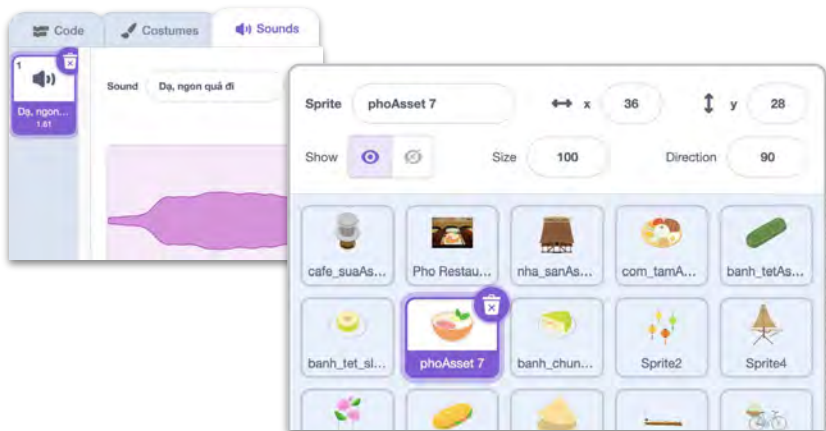 Code Costumes Sounds
1
Sound Dạ, ngon quá đi
Dạ, ngon...
1.61
Sprite phoAsset 7 x 36 y 28
Show Size 100 Direction 90
cafe_suaAs... Pho Restau... nha_sanAs... com_tamA... banh_tetAs...
banh_tet_sl... phoAsset 7 banh_chun... Sprite2 Sprite4